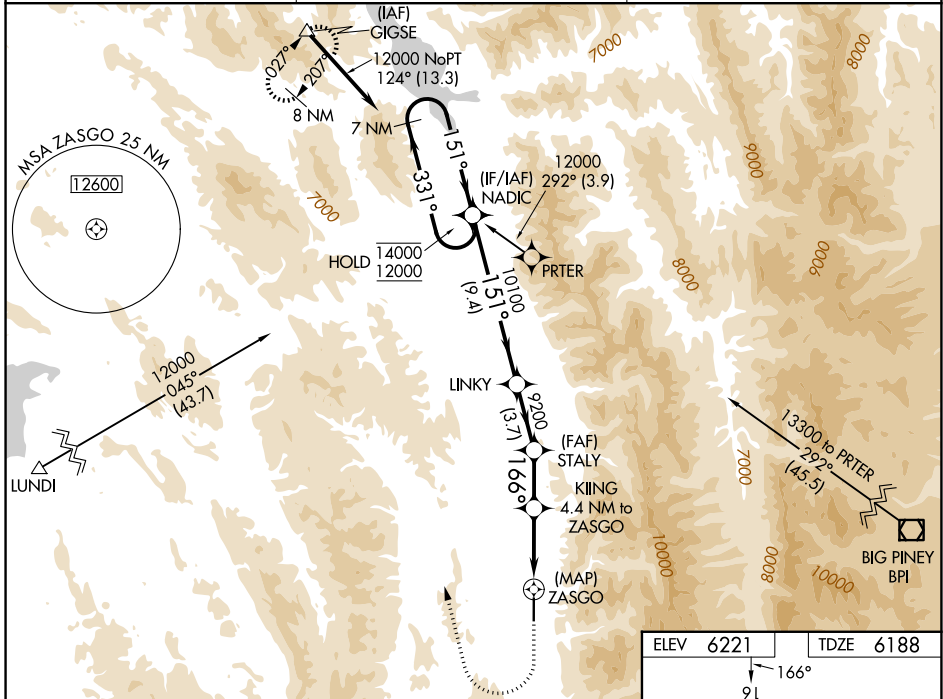 (IAF)
GIGSE
027°
207°
12000 NoPT
124° (13.3)
8 NM
7 NM
7000
8000
MSA ZASGO 25 NM
12600
151°
331°
(IF/IAF)
NADIC
12000
292° (3.9)
9000
7000
HOLD
14000
12000
PRTER
8000
9000
10100
151°
(9.4)
12000
045°
(43.7)
LUNDI
LINKY
9200
(3.7)
(FAF)
STALY
166°
KIING
4.4 NM to
ZASGO
13300 to PRTER
292°
(45.5)
7000
BIG PINEY
BPI
10000
8000
10000
(MAP)
ZASGO
ELEV 6221
TDZE 6188
166°
9L